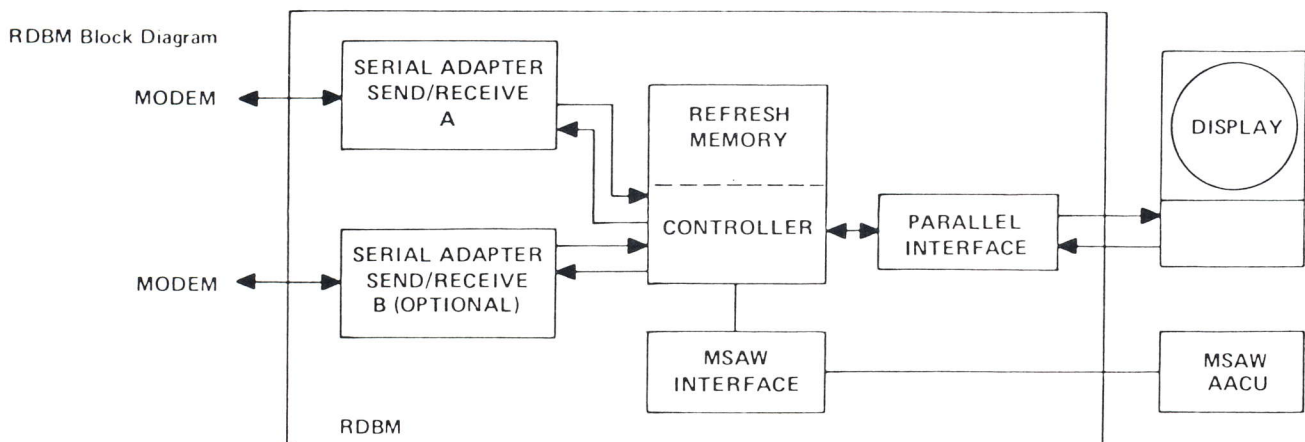 RDBM Block Diagram
MODEM
SERIAL ADAPTER
SEND/RECEIVE
A
REFRESH
MEMORY
CONTROLLER
DISPLAY
PARALLEL
INTERFACE
MODEM
SERIAL ADAPTER
SEND/RECEIVE
B (OPTIONAL)
MSAW
INTERFACE
MSAW
AACU
RDBM